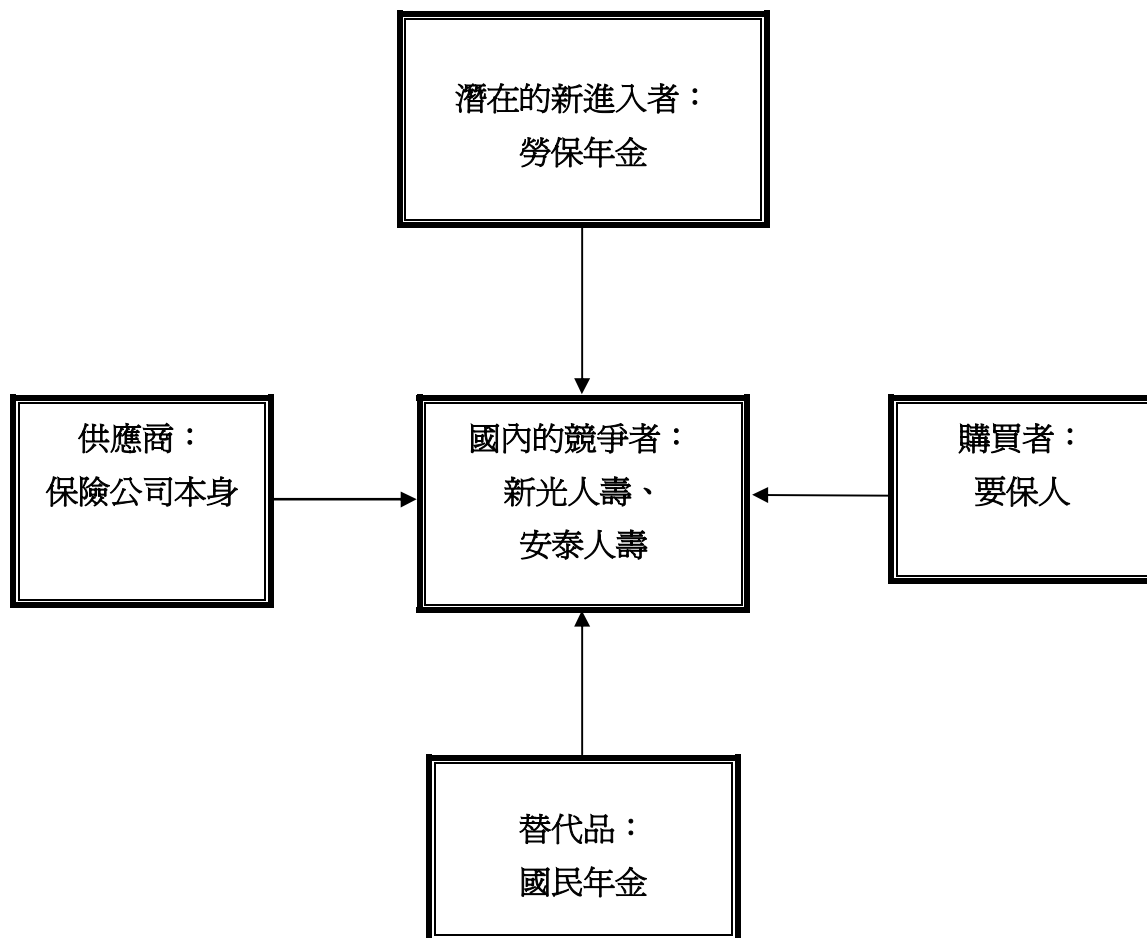 潛在的新進入者：
勞保年金
供應商：
保險公司本身
國內的競爭者：
新光人壽、
安泰人壽
購買者：
要保人
替代品：
國民年金